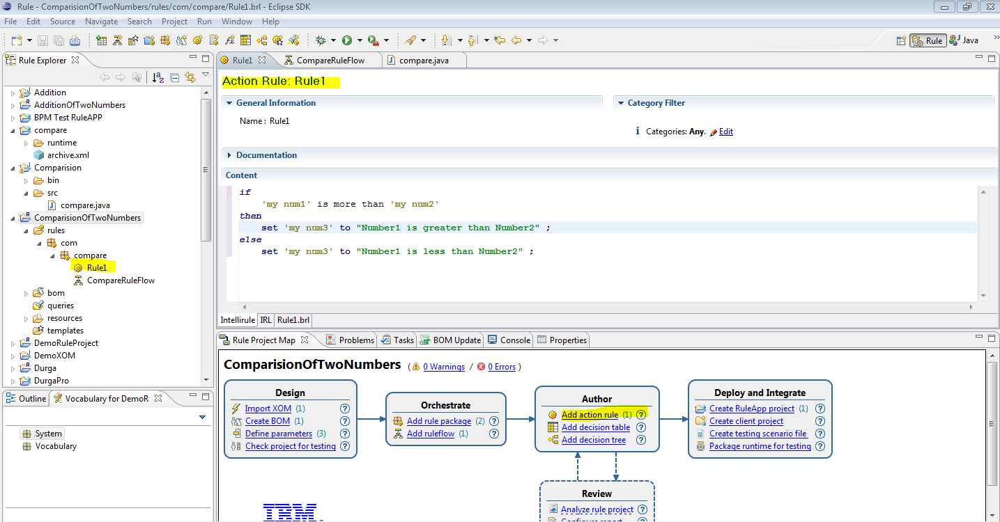 Rule - ComparisionOfTwoNumbers/rules/com/compare/Rule1.brl - Eclipse SDK
File Edit Source Navigate Search Project Run Window Help
Rule Java
Rule Explorer
Addition
AdditionOfTwoNumbers
BPM Test RuleAPP
compare
runtime
archive.xml
Comparision
bin
src
compare.java
ComparisionOfTwoNumbers
rules
com
compare
Rule1
CompareRuleFlow
bom
queries
resources
templates
DemoRuleProject
DemoXOM
Durga
DurgaPro
Outline Vocabulary for DemoR
System
Vocabulary
Rule1 CompareRuleFlow compare.java
Action Rule: Rule1
General Information
Name : Rule1
Category Filter
Categories: Any. Edit
Documentation
Content
if
'my num1' is more than 'my num2'
then
set 'my num3' to "Number1 is greater than Number2" ;
else
set 'my num3' to "Number1 is less than Number2" ;
Intellirule IRL Rule1.brl
Rule Project Map Problems Tasks BOM Update Console Properties
ComparisionOfTwoNumbers ( 0 Warnings / 0 Errors )
Design
Import XOM (1)
Create BOM (1)
Define parameters (3)
Check project for testing
Orchestrate
Add rule package (2)
Add ruleflow (1)
Author
Add action rule (1)
Add decision table
Add decision tree
Deploy and Integrate
Create RuleApp project (1)
Create client project
Create testing scenario file
Package runtime for testing
Review
Analyze rule project
Configure report
IBM